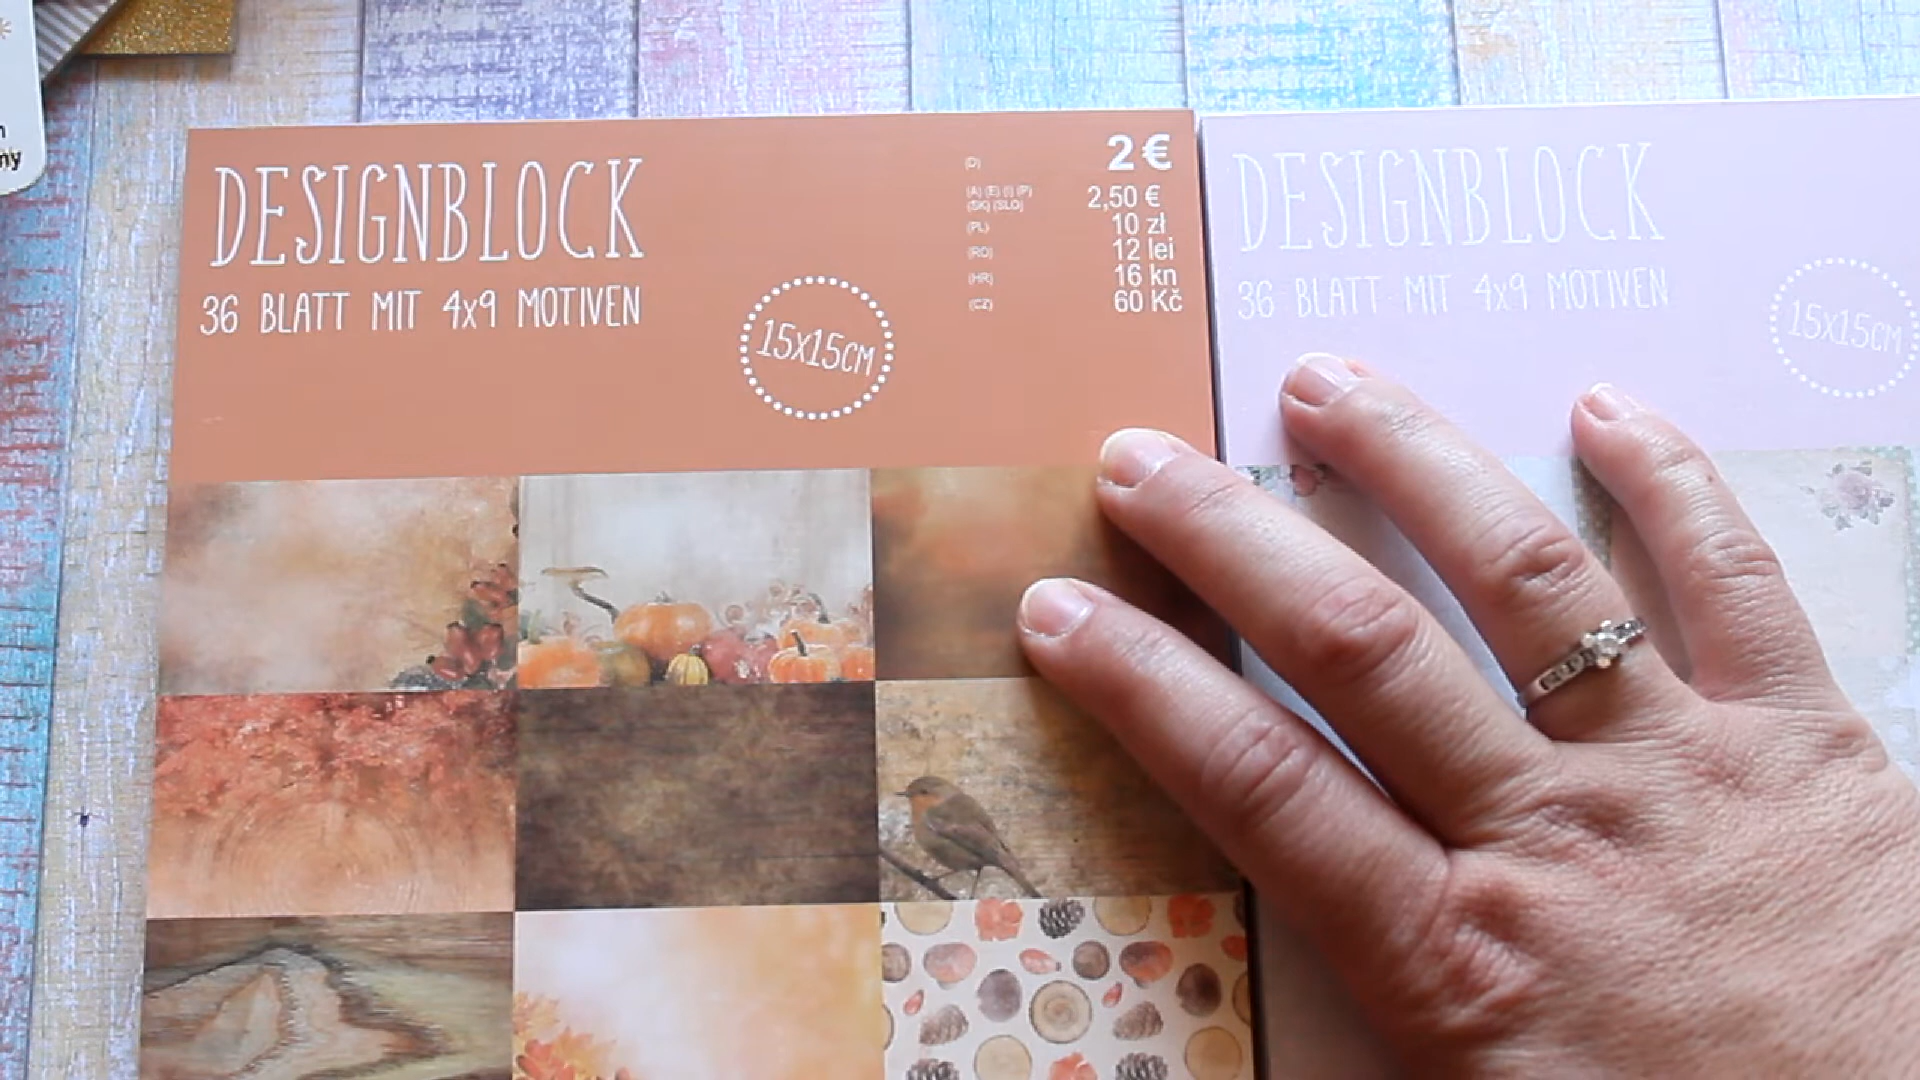 DESIGNBLOCK
36 BLATT MIT 4x9 MOTIVEN
15x15CM
(D) 2 €
(A) (E) (I) (P)
(SK) (SLO) 2,50 €
(PL) 10 zł
(RO) 12 lei
(HR) 16 kn
(CZ) 60 Kč
DESIGNBLOCK
36 BLATT MIT 4x9 MOTIVEN
15x15CM